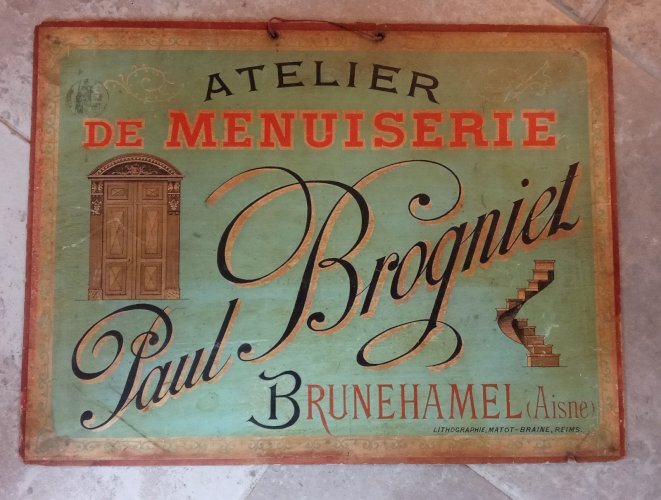 ATELIER
DE MENUISERIE
Paul Brogniet
BRUNEHAMEL (Aisne)
LITHOGRAPHIE, MATOT-BRAINE, REIMS.